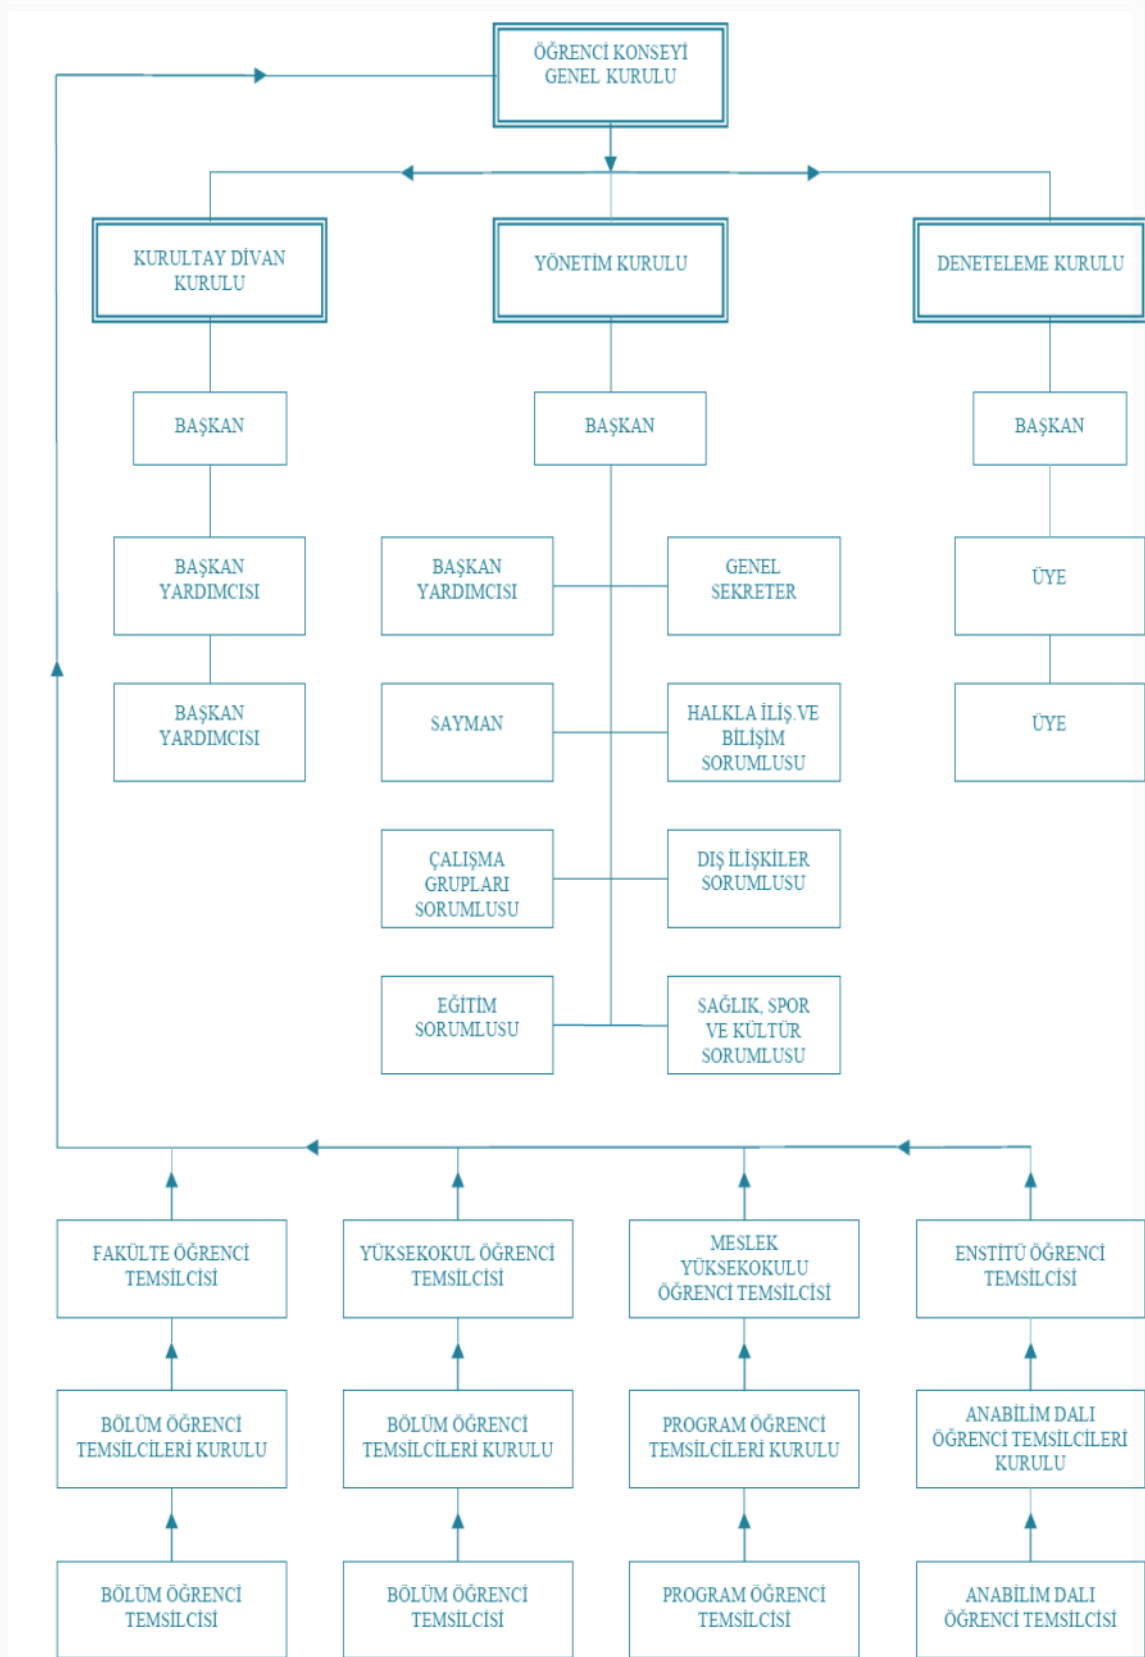 ÖĞRENCİ KONSEYİ
GENEL KURULU
KURULTAY DİVAN
KURULU
YÖNETİM KURULU
DENETELEME KURULU
BAŞKAN
BAŞKAN
BAŞKAN
BAŞKAN
YARDIMCISI
BAŞKAN
YARDIMCISI
GENEL
SEKRETER
ÜYE
BAŞKAN
YARDIMCISI
SAYMAN
HALKLA İLİŞ.VE
BİLİŞİM
SORUMLUSU
ÜYE
ÇALIŞMA
GRUPLARI
SORUMLUSU
DIŞ İLİŞKİLER
SORUMLUSU
EĞİTİM
SORUMLUSU
SAĞLIK, SPOR
VE KÜLTÜR
SORUMLUSU
FAKÜLTE ÖĞRENCİ
TEMSİLCİSİ
YÜKSEKOKUL ÖĞRENCİ
TEMSİLCİSİ
MESLEK
YÜKSEKOKULU
ÖĞRENCİ TEMSİLCİSİ
ENSTİTÜ ÖĞRENCİ
TEMSİLCİSİ
BÖLÜM ÖĞRENCİ
TEMSİLCİLERİ KURULU
BÖLÜM ÖĞRENCİ
TEMSİLCİLERİ KURULU
PROGRAM ÖĞRENCİ
TEMSİLCİLERİ KURULU
ANABİLİM DALI
ÖĞRENCİ TEMSİLCİLERİ
KURULU
BÖLÜM ÖĞRENCİ
TEMSİLCİSİ
BÖLÜM ÖĞRENCİ
TEMSİLCİSİ
PROGRAM ÖĞRENCİ
TEMSİLCİSİ
ANABİLİM DALI
ÖĞRENCİ TEMSİLCİSİ